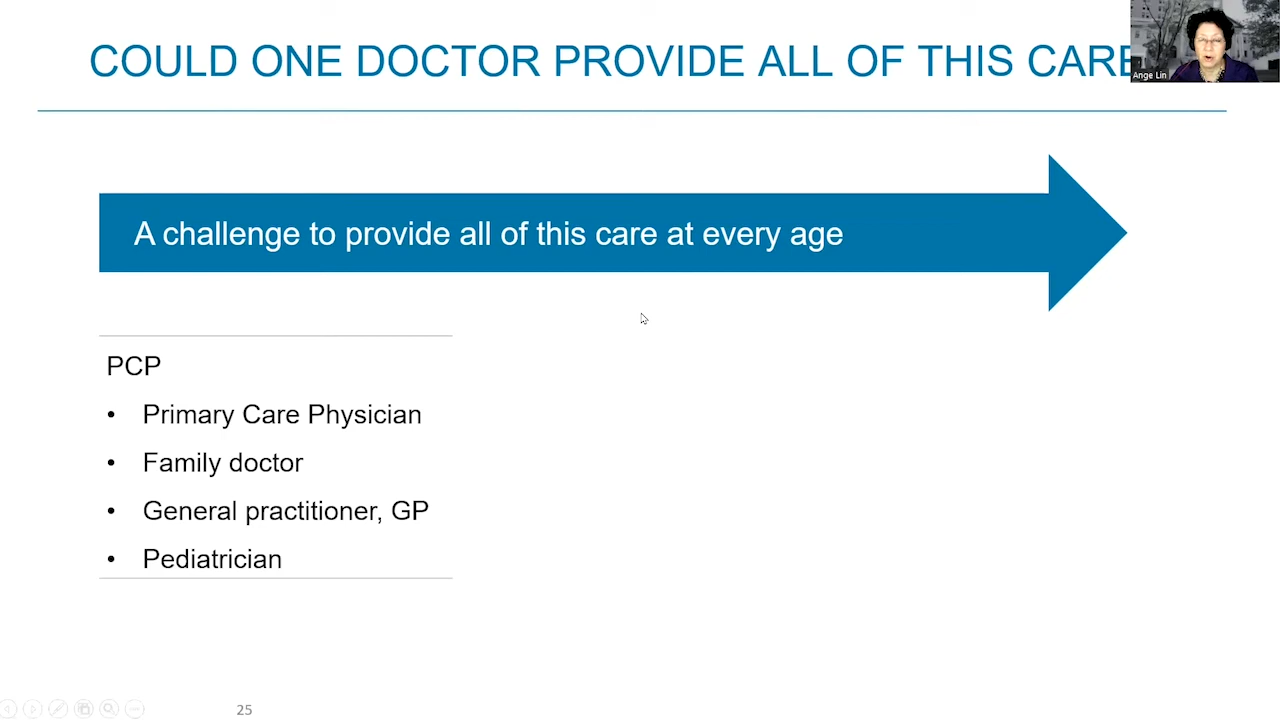 COULD ONE DOCTOR PROVIDE ALL OF THIS CARE
Ange Lin
A challenge to provide all of this care at every age
PCP
• Primary Care Physician
• Family doctor
• General practitioner, GP
• Pediatrician
25